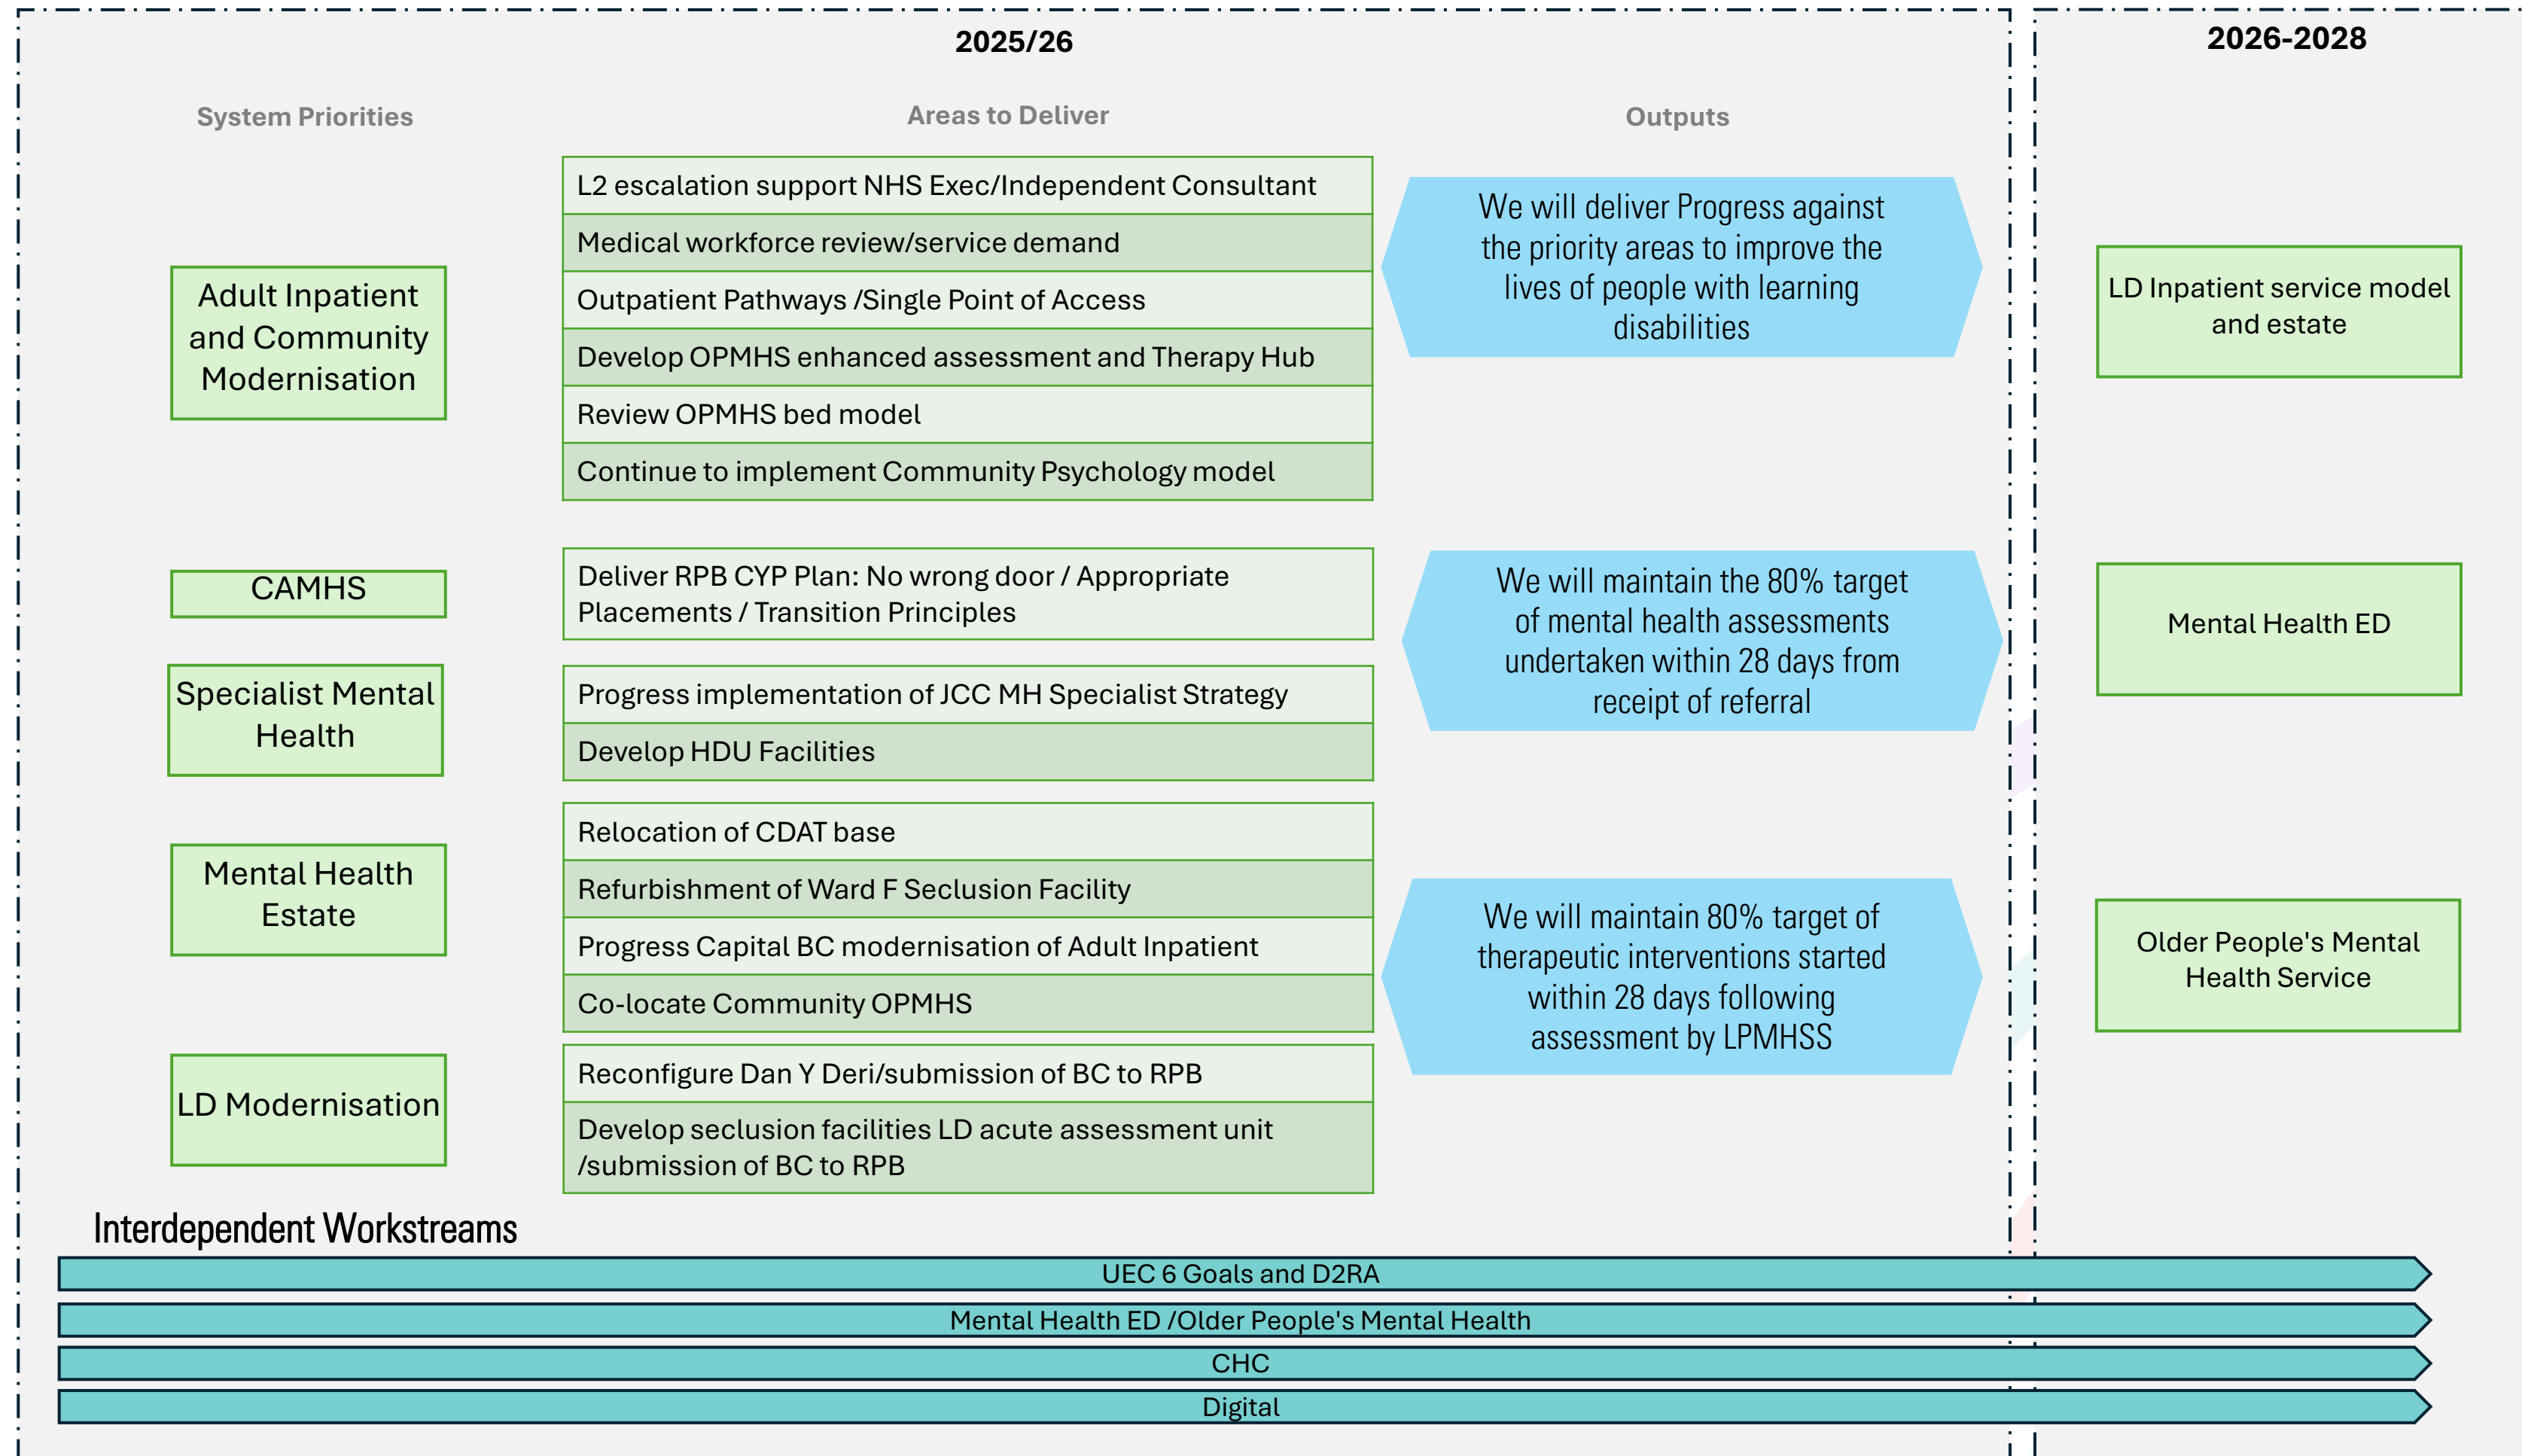 2025/26
2026-2028
System Priorities
Areas to Deliver
Outputs
Adult Inpatient
and Community
Modernisation
L2 escalation support NHS Exec/Independent Consultant
Medical workforce review/service demand
Outpatient Pathways /Single Point of Access
Develop OPMHS enhanced assessment and Therapy Hub
Review OPMHS bed model
Continue to implement Community Psychology model
We will deliver Progress against
the priority areas to improve the
lives of people with learning
disabilities
LD Inpatient service model
and estate
CAMHS
Deliver RPB CYP Plan: No wrong door / Appropriate
Placements / Transition Principles
Specialist Mental
Health
Progress implementation of JCC MH Specialist Strategy
Develop HDU Facilities
We will maintain the 80% target
of mental health assessments
undertaken within 28 days from
receipt of referral
Mental Health ED
Mental Health
Estate
Relocation of CDAT base
Refurbishment of Ward F Seclusion Facility
Progress Capital BC modernisation of Adult Inpatient
Co-locate Community OPMHS
We will maintain 80% target of
therapeutic interventions started
within 28 days following
assessment by LPMHSS
Older People's Mental
Health Service
LD Modernisation
Reconfigure Dan Y Deri/submission of BC to RPB
Develop seclusion facilities LD acute assessment unit
/submission of BC to RPB
Interdependent Workstreams
UEC 6 Goals and D2RA
Mental Health ED /Older People's Mental Health
CHC
Digital